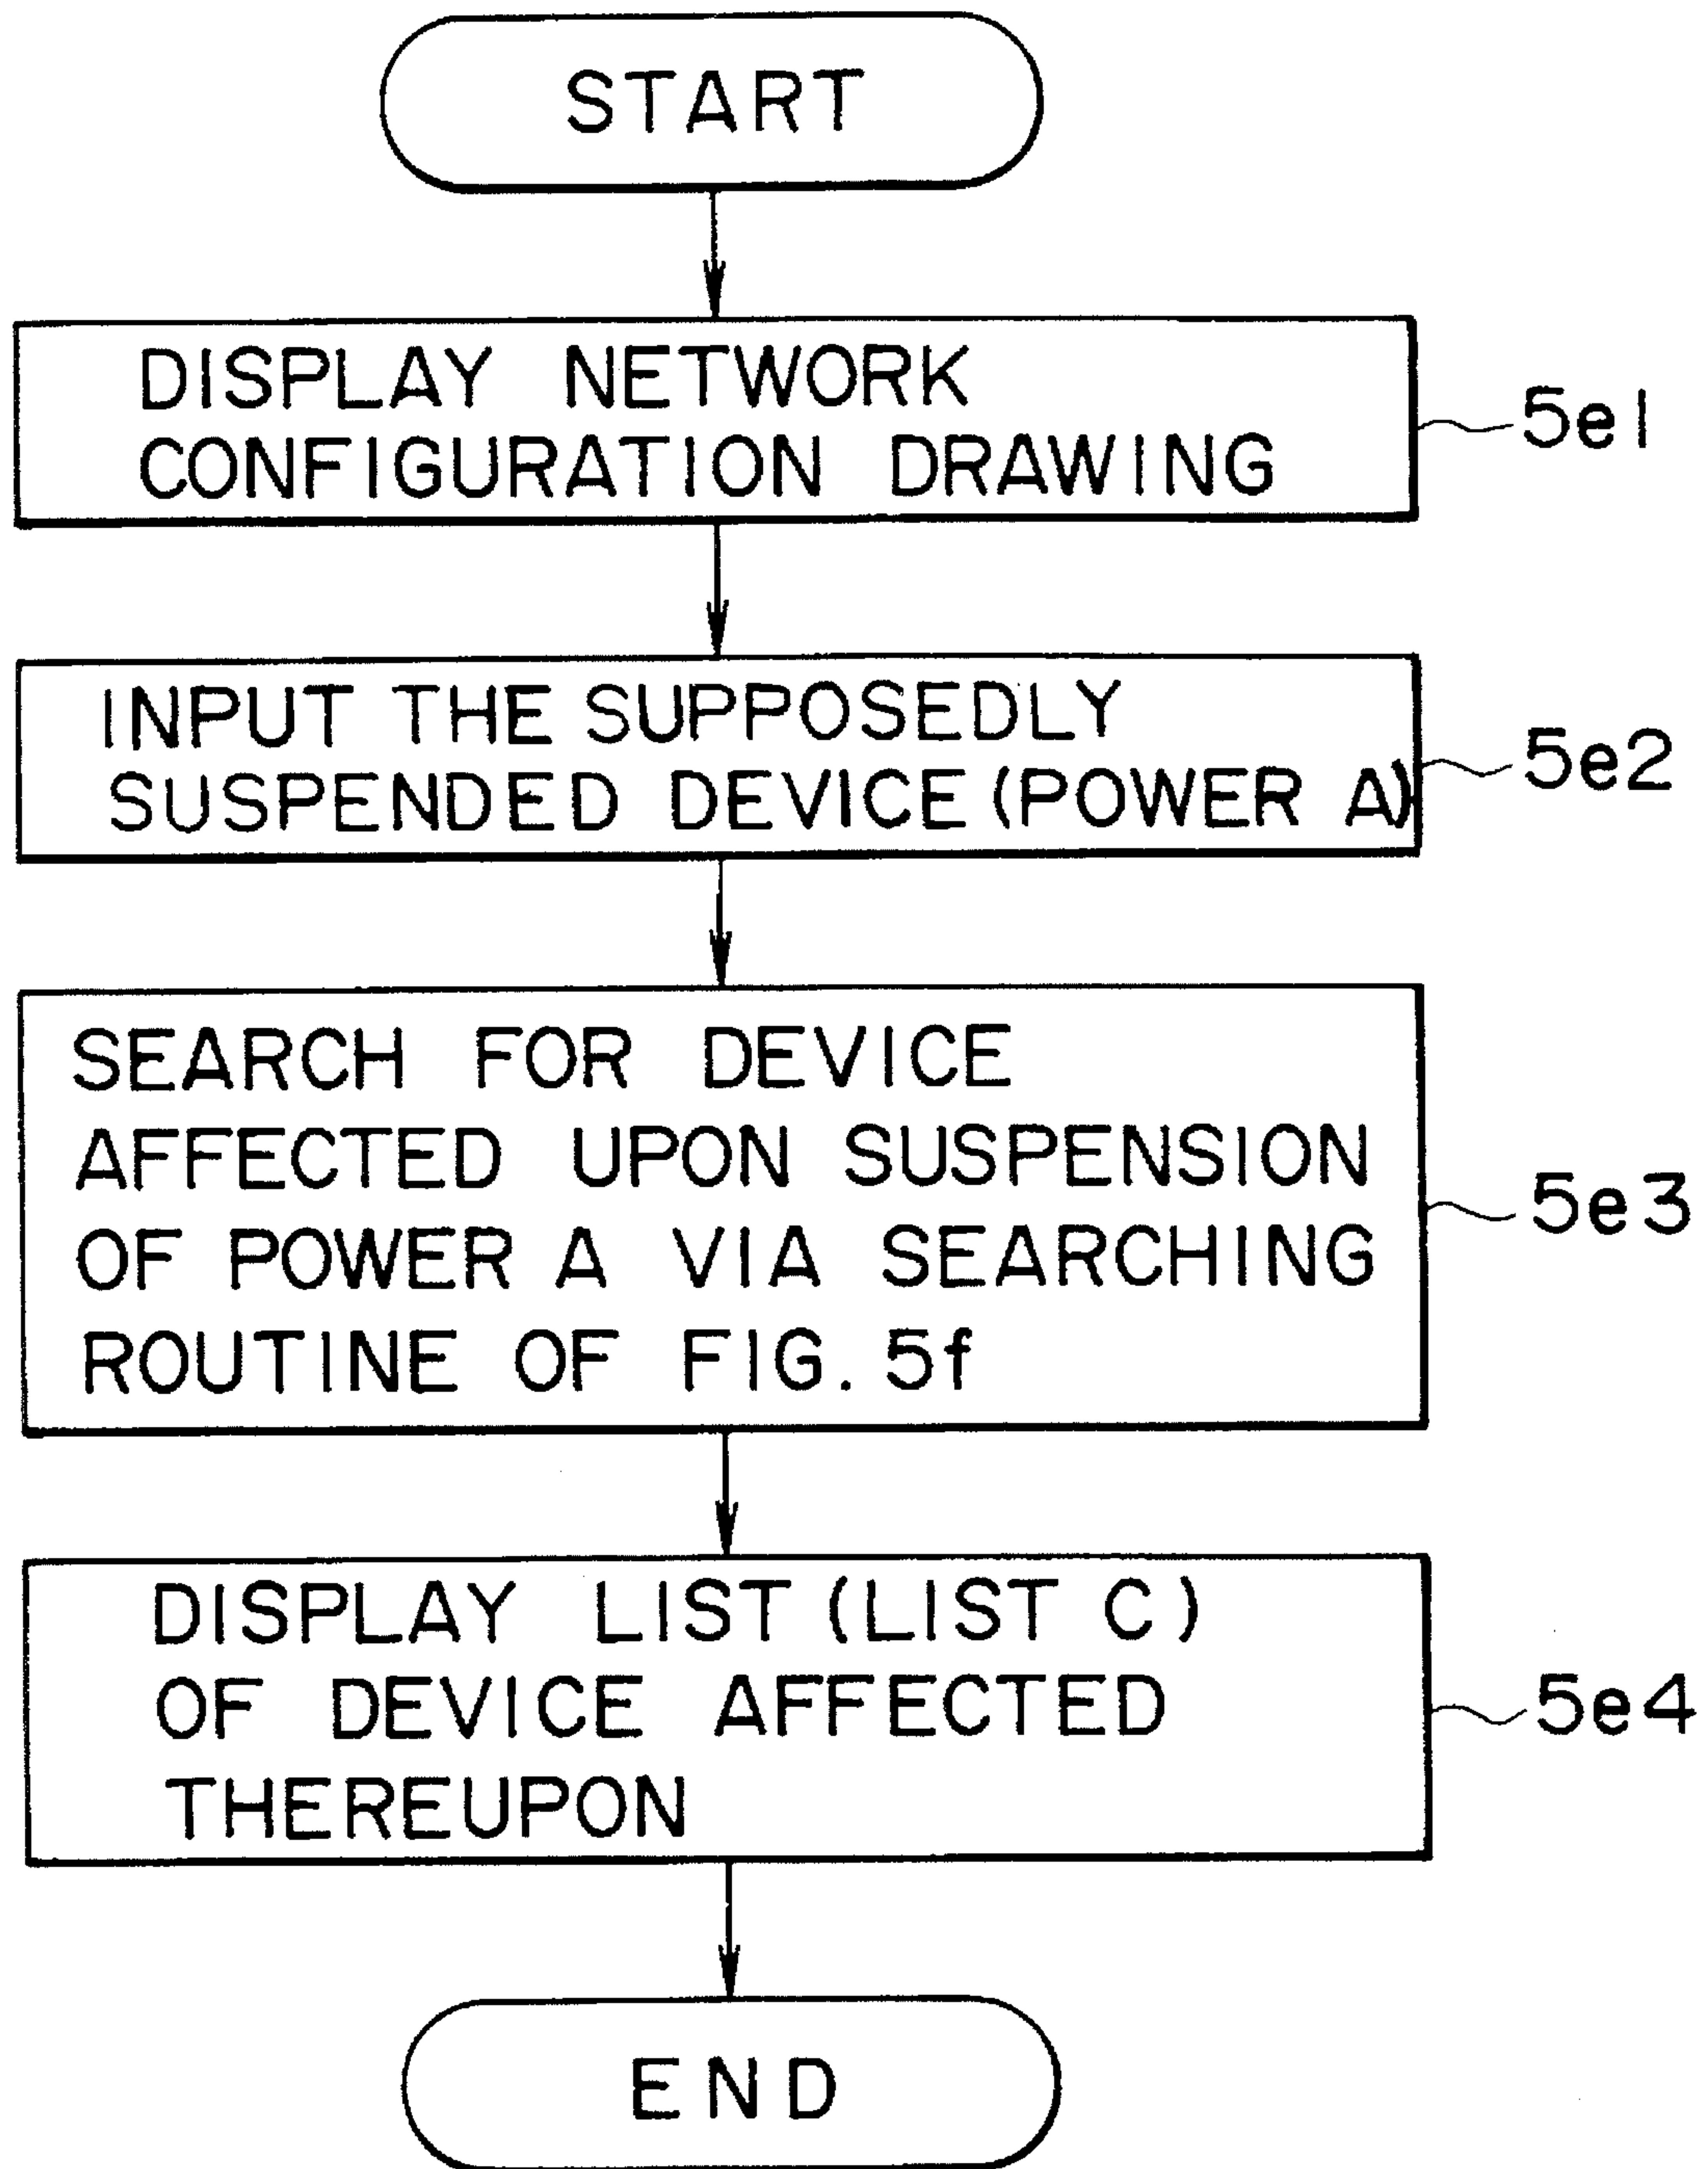 START
DISPLAY NETWORK
CONFIGURATION DRAWING
5e1
INPUT THE SUPPOSEDLY
SUSPENDED DEVICE (POWER A)
5e2
SEARCH FOR DEVICE
AFFECTED UPON SUSPENSION
OF POWER A VIA SEARCHING
ROUTINE OF FIG. 5f
5e3
DISPLAY LIST (LIST C)
OF DEVICE AFFECTED
THEREUPON
5e4
END